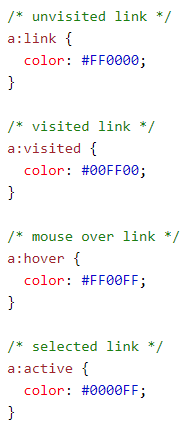 /* unvisited link */
a:link {
  color: #FF0000;
}

/* visited link */
a:visited {
  color: #00FF00;
}

/* mouse over link */
a:hover {
  color: #FF00FF;
}

/* selected link */
a:active {
  color: #0000FF;
}